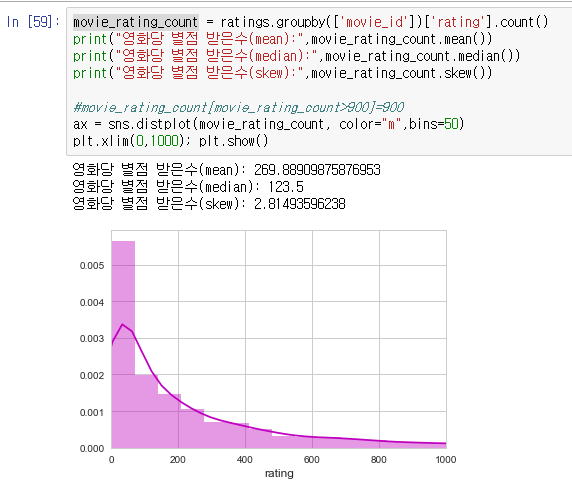 In [59]: movie_rating_count = ratings.groupby(['movie_id'])['rating'].count()
print("영화당 별점 받은수(mean):",movie_rating_count.mean())
print("영화당 별점 받은수(median):",movie_rating_count.median())
print("영화당 별점 받은수(skew):",movie_rating_count.skew())
#movie_rating_count[movie_rating_count>900]=900
ax = sns.distplot(movie_rating_count, color="m",bins=50)
plt.xlim(0,1000); plt.show()
영화당 별점 받은수(mean): 269.88909875876953
영화당 별점 받은수(median): 123.5
영화당 별점 받은수(skew): 2.81493596238
0.005
0.004
0.003
0.002
0.001
0.000
0 200 400 600 800 1000
rating